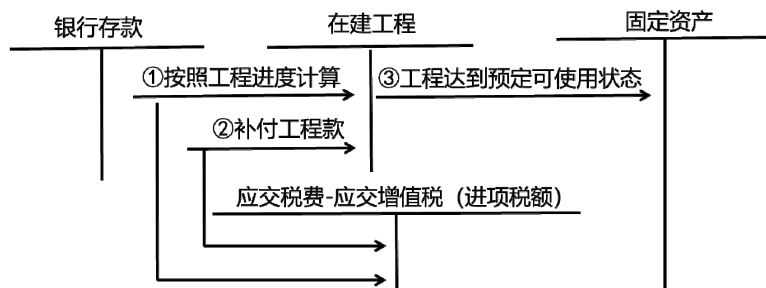 银行存款
在建工程
固定资产
①按照工程进度计算
③工程达到预定可使用状态
②补付工程款
应交税费-应交增值税（进项税额）